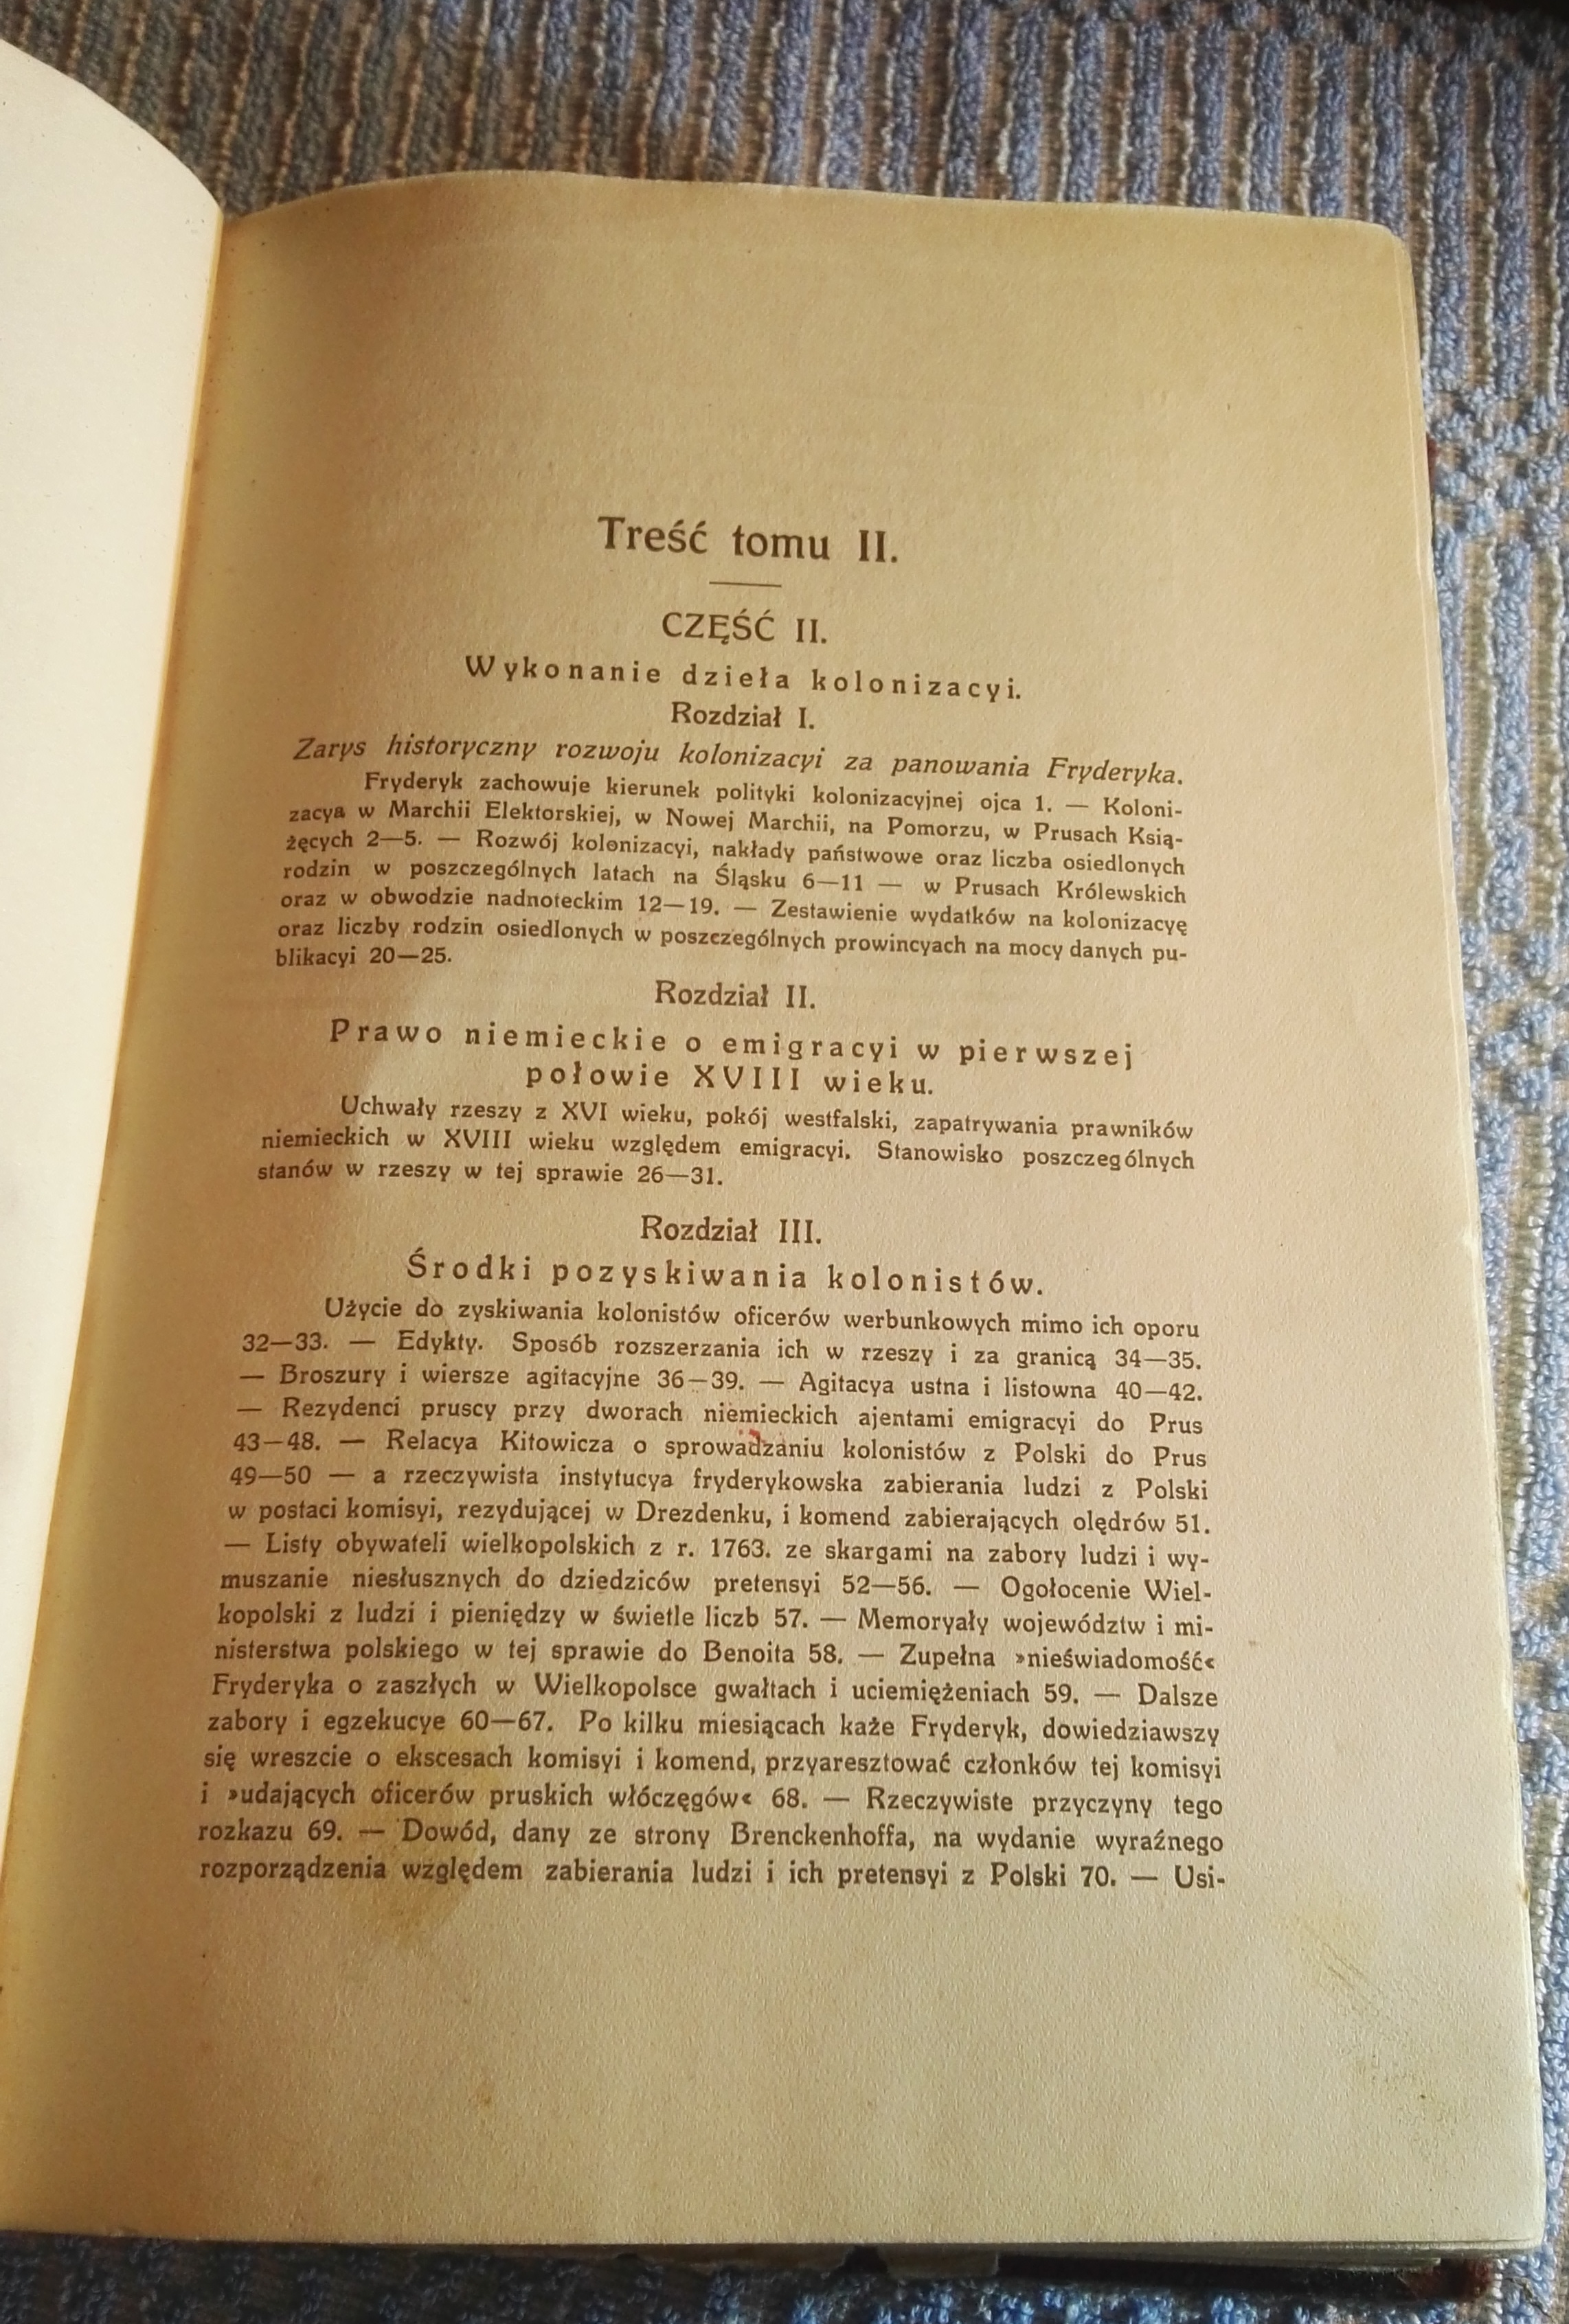 Treść tomu II.
CZĘŚĆ II.
Wykonanie dzieła kolonizacyi.
Rozdział I.
Zarys historyczny rozwoju kolonizacyi za panowania Fryderyka.
Fryderyk zachowuje kierunek polityki kolonizacyjnej ojca 1. — Koloni-
zacya w Marchii Elektorskiej, w Nowej Marchii, na Pomorzu, w Prusach Ksią-
żęcych 2—5. — Rozwój kolonizacyi, nakłady państwowe oraz liczba osiedlonych
rodzin w poszczególnych latach na Śląsku 6—11 — w Prusach Królewskich
oraz w obwodzie nadnoteckim 12—19. — Zestawienie wydatków na kolonizacyę
oraz liczby rodzin osiedlonych w poszczególnych prowincyach na mocy danych pu-
blikacyi 20—25.
Rozdział II.
Prawo niemieckie o emigracyi w pierwszej
połowie XVIII wieku.
Uchwały rzeszy z XVI wieku, pokój westfalski, zapatrywania prawników
niemieckich w XVIII wieku względem emigracyi. Stanowisko poszczególnych
stanów w rzeszy w tej sprawie 26—31.
Rozdział III.
Środki pozyskiwania kolonistów.
Użycie do zyskiwania kolonistów oficerów werbunkowych mimo ich oporu
32—33. — Edykty. Sposób rozszerzania ich w rzeszy i za granicą 34—35.
— Broszury i wiersze agitacyjne 36—39. — Agitacya ustna i listowna 40—42.
— Rezydenci pruscy przy dworach niemieckich ajentami emigracyi do Prus
43—48. — Relacya Kitowicza o sprowadzaniu kolonistów z Polski do Prus
49—50 — a rzeczywista instytucya fryderykowska zabierania ludzi z Polski
w postaci komisyi, rezydującej w Drezdenku, i komend zabierających olędrów 51.
— Listy obywateli wielkopolskich z r. 1763. ze skargami na zabory ludzi i wy-
muszanie niesłusznych do dziedziców pretensyi 52—56. — Ogołocenie Wiel-
kopolski z ludzi i pieniędzy w świetle liczb 57. — Memoryały województw i mi-
nisterstwa polskiego w tej sprawie do Benoita 58. — Zupełna »nieświadomość«
Fryderyka o zaszłych w Wielkopolsce gwałtach i uciemiężeniach 59. — Dalsze
zabory i egzekucye 60—67. Po kilku miesiącach każe Fryderyk, dowiedziawszy
się wreszcie o ekscesach komisyi i komend, przyaresztować członków tej komisyi
i »udających oficerów pruskich włóczęgów« 68. — Rzeczywiste przyczyny tego
rozkazu 69. — Dowód, dany ze strony Brenckenhoffa, na wydanie wyraźnego
rozporządzenia względem zabierania ludzi i ich pretensyi z Polski 70. — Usi-